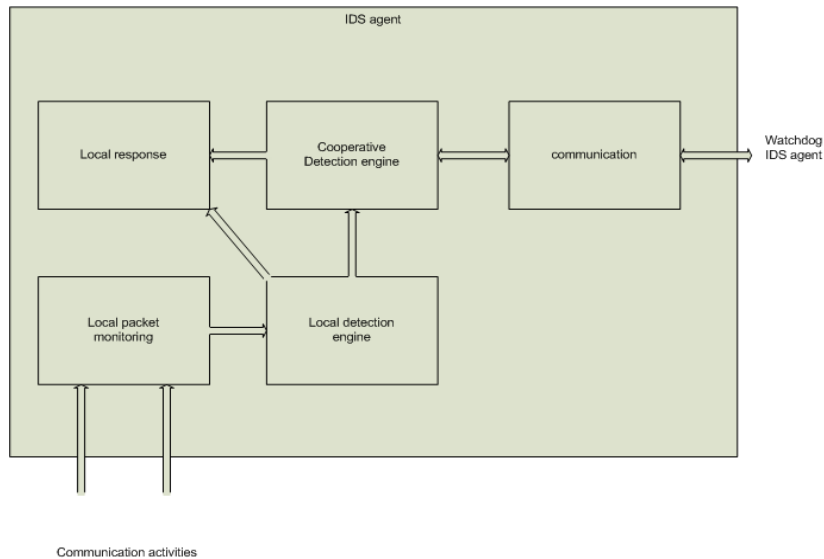 IDS agent
Local response
Cooperative
Detection engine
communication
Watchdog
IDS agent
Local packet
monitoring
Local detection
engine
Communication activities